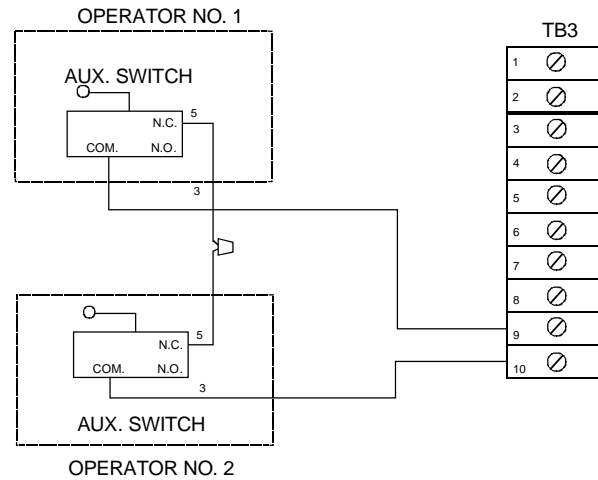 OPERATOR NO. 1
AUX. SWITCH
N.C.
5
COM.
N.O.
3
TB3
1
2
3
4
5
6
7
8
9
10
5
N.C.
COM.
N.O.
3
AUX. SWITCH
OPERATOR NO. 2